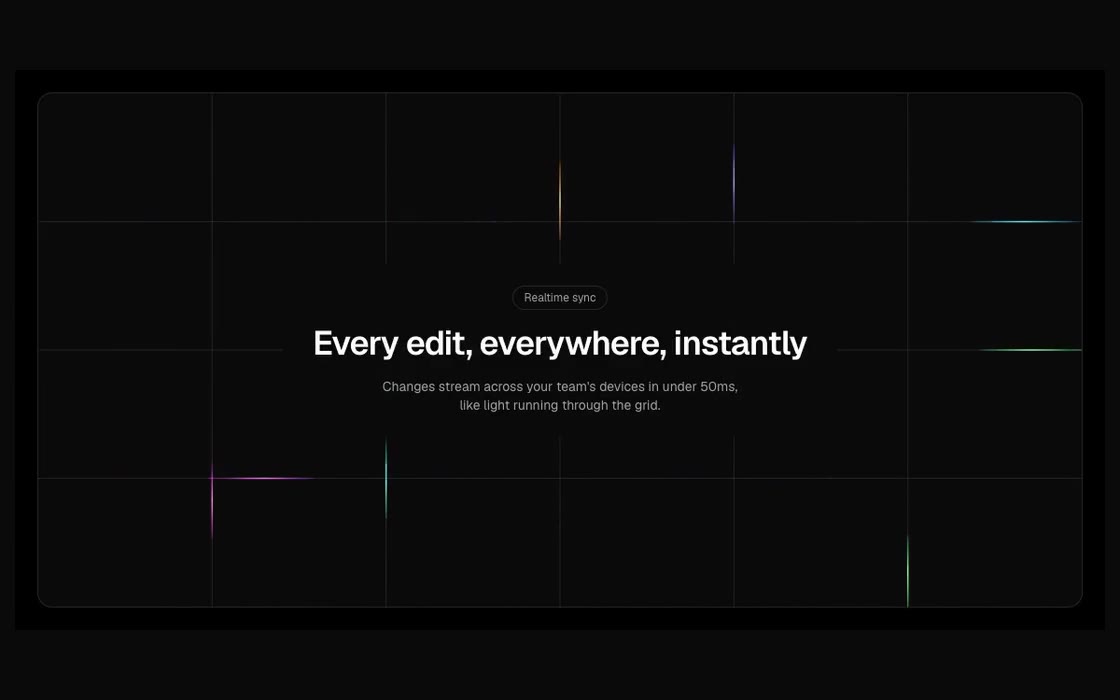 Realtime sync
Every edit, everywhere, instantly
Changes stream across your team's devices in under 50ms,
like light running through the grid.